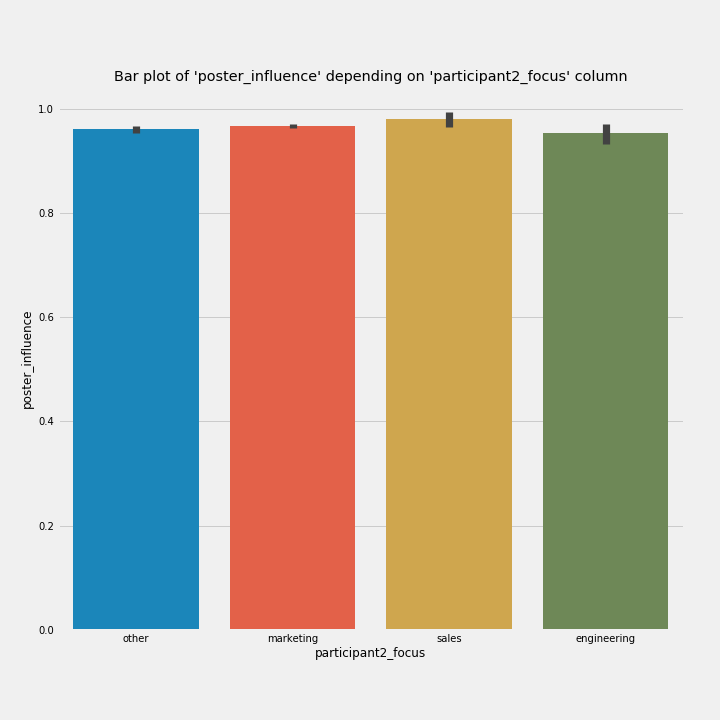 Bar plot of 'poster_influence' depending on 'participant2_focus' column
1.0
0.8
0.6
0.4
0.2
0.0
poster_influence
other marketing sales engineering
participant2_focus